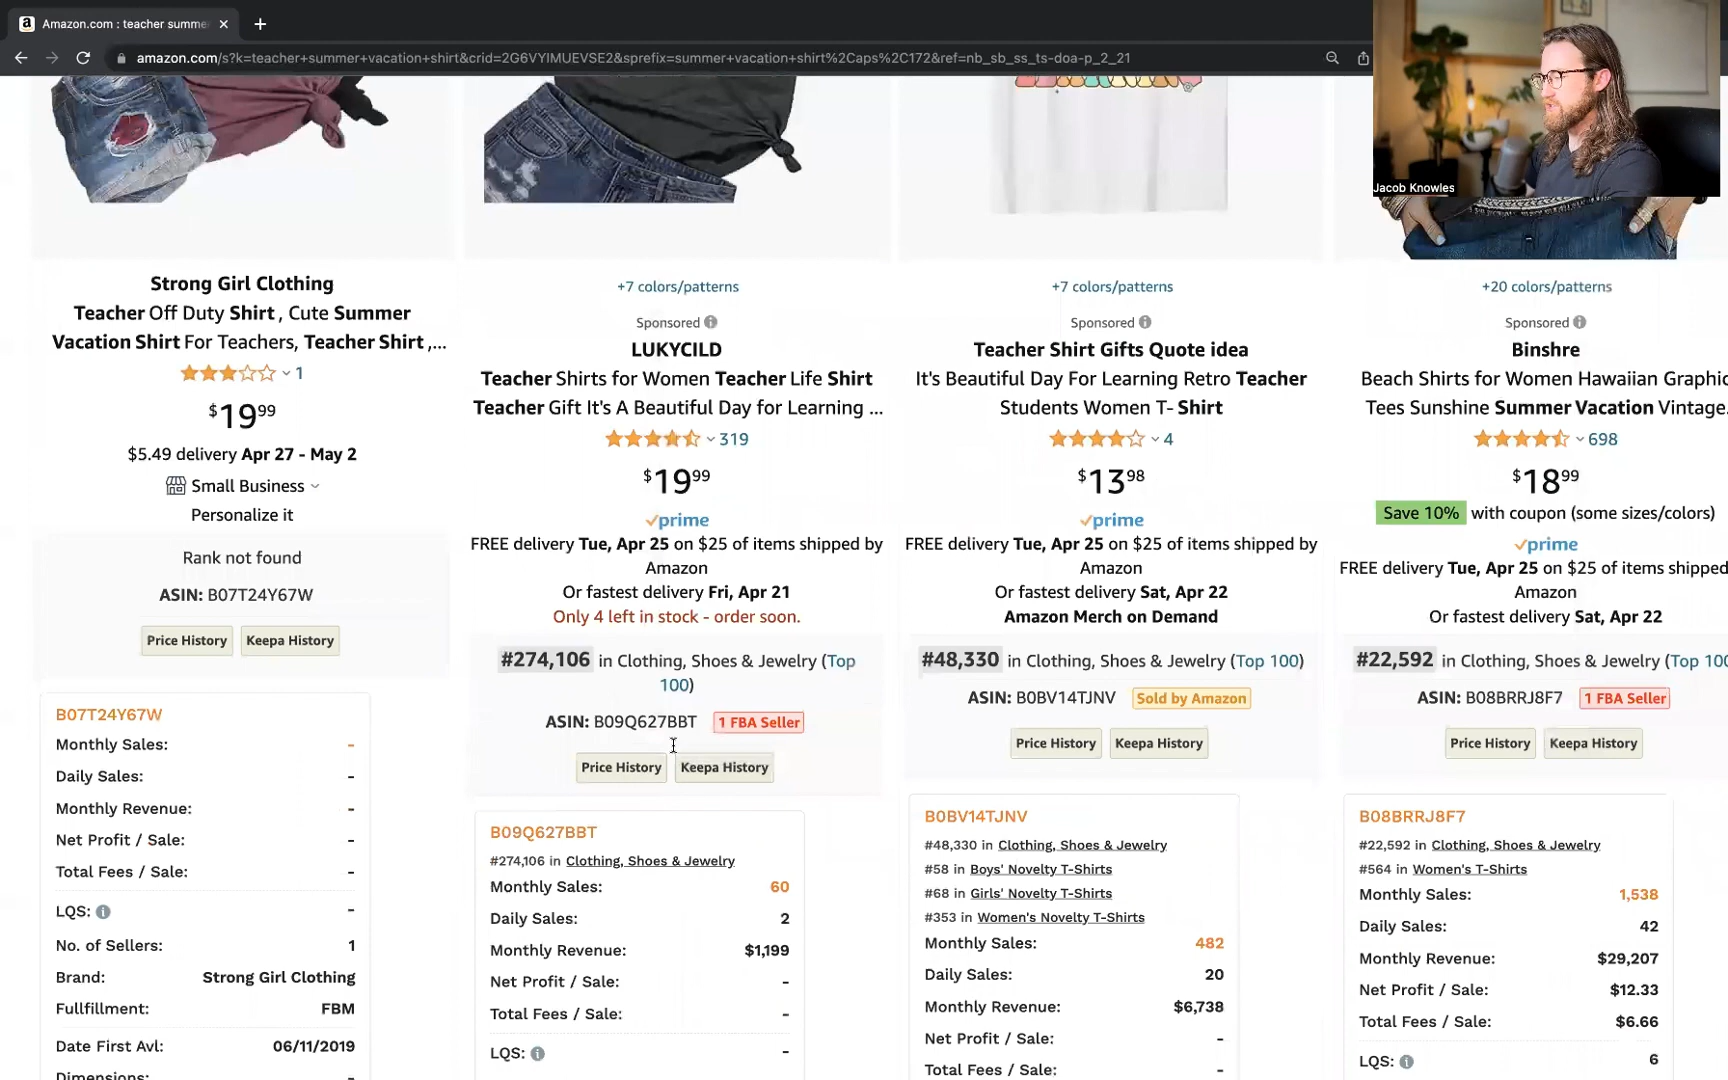 Amazon.com : teacher summe
amazon.com/s?k=teacher+summer+vacation+shirt&crid=2G6VYIMUEVSE2&sprefix=summer+vacation+shirt%2Caps%2C172&ref=nb_sb_ss_ts-doa-p_2_21
Jacob Knowles
Strong Girl Clothing
Teacher Off Duty Shirt , Cute Summer
Vacation Shirt For Teachers, Teacher Shirt ,...
1
$19 99
$5.49 delivery Apr 27 - May 2
Small Business
Personalize it
Rank not found
ASIN: B07T24Y67W
Price History Keepa History
B07T24Y67W
Monthly Sales: -
Daily Sales: -
Monthly Revenue: -
Net Profit / Sale: -
Total Fees / Sale: -
LQS: -
No. of Sellers: 1
Brand: Strong Girl Clothing
Fullfillment: FBM
Date First Avl: 06/11/2019
Dimensions: -
+7 colors/patterns
Sponsored
LUKYCILD
Teacher Shirts for Women Teacher Life Shirt
Teacher Gift It's A Beautiful Day for Learning ...
319
$19 99
prime
FREE delivery Tue, Apr 25 on $25 of items shipped by
Amazon
Or fastest delivery Fri, Apr 21
Only 4 left in stock - order soon.
#274,106 in Clothing, Shoes & Jewelry (Top
100)
ASIN: B09Q627BBT 1 FBA Seller
Price History Keepa History
B09Q627BBT
#274,106 in Clothing, Shoes & Jewelry
Monthly Sales: 60
Daily Sales: 2
Monthly Revenue: $1,199
Net Profit / Sale: -
Total Fees / Sale: -
LQS: -
+7 colors/patterns
Sponsored
Teacher Shirt Gifts Quote idea
It's Beautiful Day For Learning Retro Teacher
Students Women T- Shirt
4
$13 98
prime
FREE delivery Tue, Apr 25 on $25 of items shipped by
Amazon
Or fastest delivery Sat, Apr 22
Amazon Merch on Demand
#48,330 in Clothing, Shoes & Jewelry (Top 100)
ASIN: B0BV14TJNV Sold by Amazon
Price History Keepa History
B0BV14TJNV
#48,330 in Clothing, Shoes & Jewelry
#58 in Boys' Novelty T-Shirts
#68 in Girls' Novelty T-Shirts
#353 in Women's Novelty T-Shirts
Monthly Sales: 482
Daily Sales: 20
Monthly Revenue: $6,738
Net Profit / Sale: -
Total Fees / Sale: -
+20 colors/patterns
Sponsored
Binshre
Beach Shirts for Women Hawaiian Graphic
Tees Sunshine Summer Vacation Vintage.
698
$18 99
Save 10% with coupon (some sizes/colors)
prime
FREE delivery Tue, Apr 25 on $25 of items shipped
Amazon
Or fastest delivery Sat, Apr 22
#22,592 in Clothing, Shoes & Jewelry (Top 100
ASIN: B08BRRJ8F7 1 FBA Seller
Price History Keepa History
B08BRRJ8F7
#22,592 in Clothing, Shoes & Jewelry
#564 in Women's T-Shirts
Monthly Sales: 1,538
Daily Sales: 42
Monthly Revenue: $29,207
Net Profit / Sale: $12.33
Total Fees / Sale: $6.66
LQS: 6